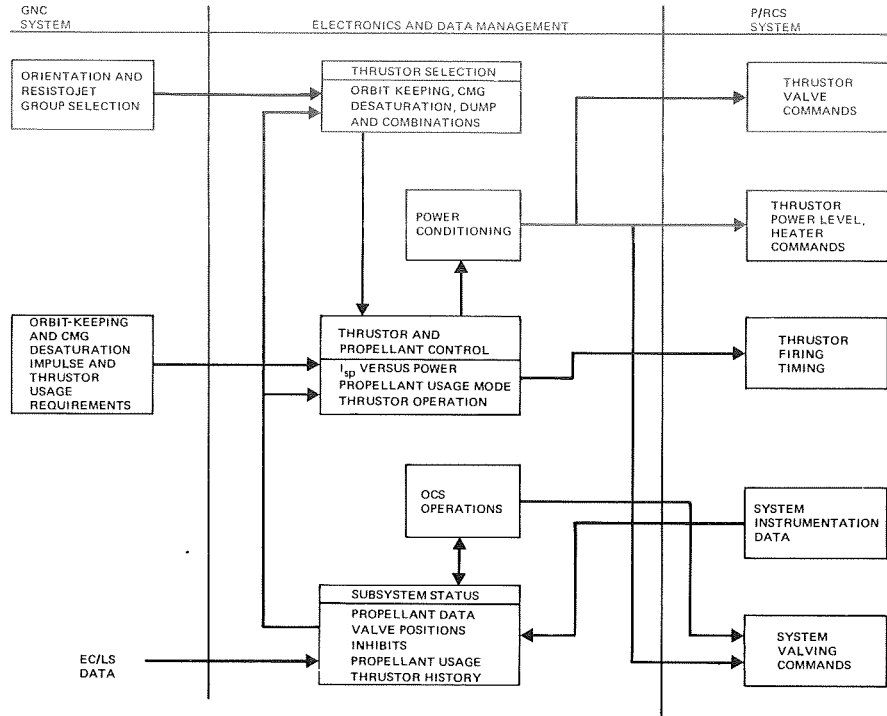 GNC
SYSTEM
ELECTRONICS AND DATA MANAGEMENT
P/RCS
SYSTEM
ORIENTATION AND
RESISTOJET
GROUP SELECTION
THRUSTOR SELECTION
ORBIT KEEPING, CMG
DESATURATION, DUMP
AND COMBINATIONS
THRUSTOR
VALVE
COMMANDS
POWER
CONDITIONING
THRUSTOR
POWER LEVEL,
HEATER
COMMANDS
ORBIT-KEEPING
AND CMG
DESATURATION
IMPULSE AND
THRUSTOR
USAGE
REQUIREMENTS
THRUSTOR AND
PROPELLANT CONTROL
Isp VERSUS POWER
PROPELLANT USAGE MODE
THRUSTOR OPERATION
THRUSTOR
FIRING
TIMING
OCS
OPERATIONS
SYSTEM
INSTRUMENTATION
DATA
SUBSYSTEM STATUS
PROPELLANT DATA
VALVE POSITIONS
INHIBITS
PROPELLANT USAGE
THRUSTOR HISTORY
EC/LS
DATA
SYSTEM
VALVING
COMMANDS